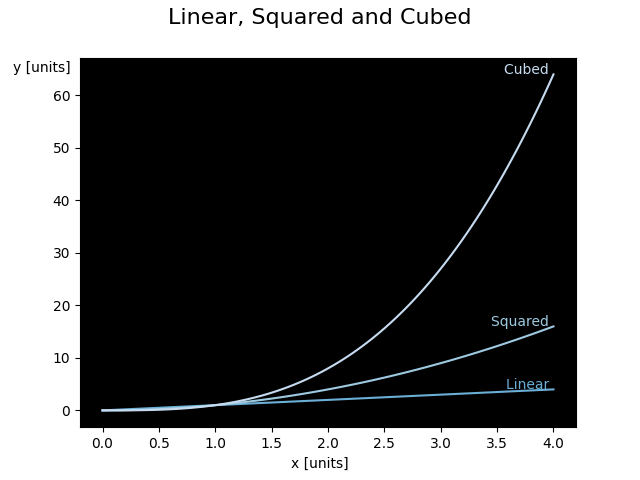 Linear, Squared and Cubed
y [units]
Cubed
60
50
40
30
20
Squared
10
Linear
0
0.0 0.5 1.0 1.5 2.0 2.5 3.0 3.5 4.0
x [units]